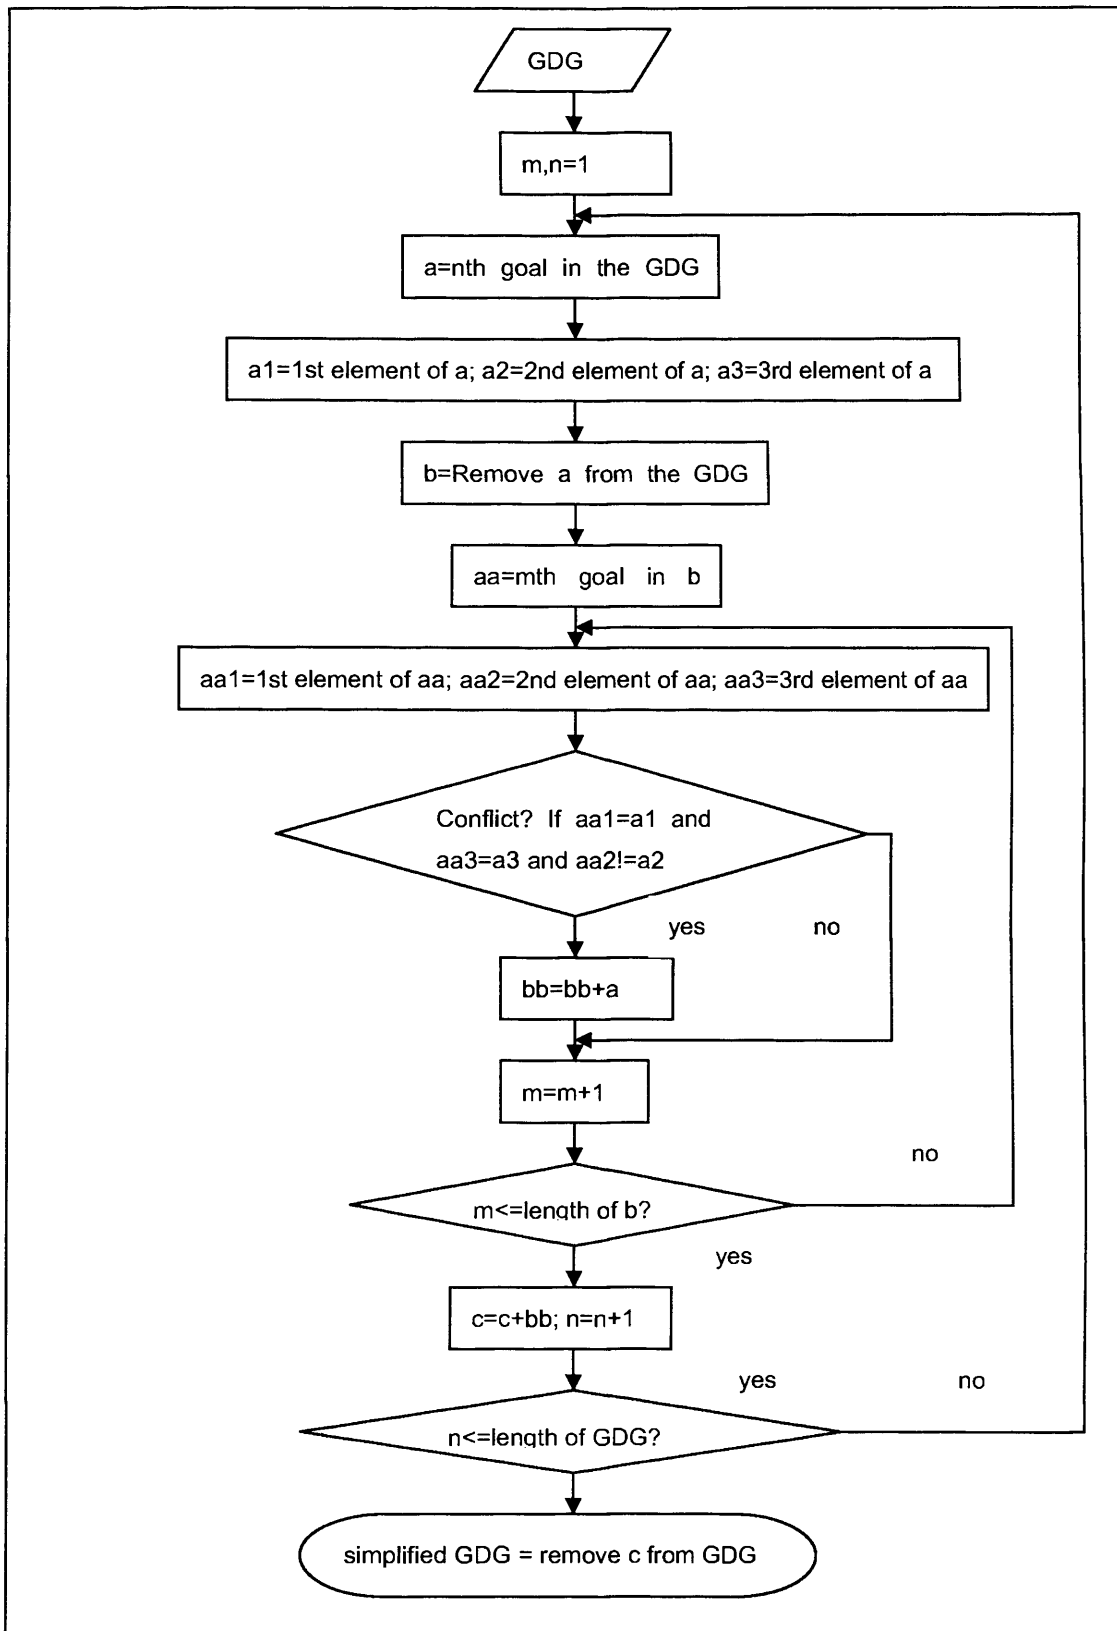 GDG
m,n=1
a=nth goal in the GDG
a1=1st element of a; a2=2nd element of a; a3=3rd element of a
b=Remove a from the GDG
aa=mth goal in b
aa1=1st element of aa; aa2=2nd element of aa; aa3=3rd element of aa
Conflict? If aa1=a1 and
aa3=a3 and aa2!=a2
yes no
bb=bb+a
m=m+1
no
m<=length of b?
yes
c=c+bb; n=n+1
yes no
n<=length of GDG?
simplified GDG = remove c from GDG